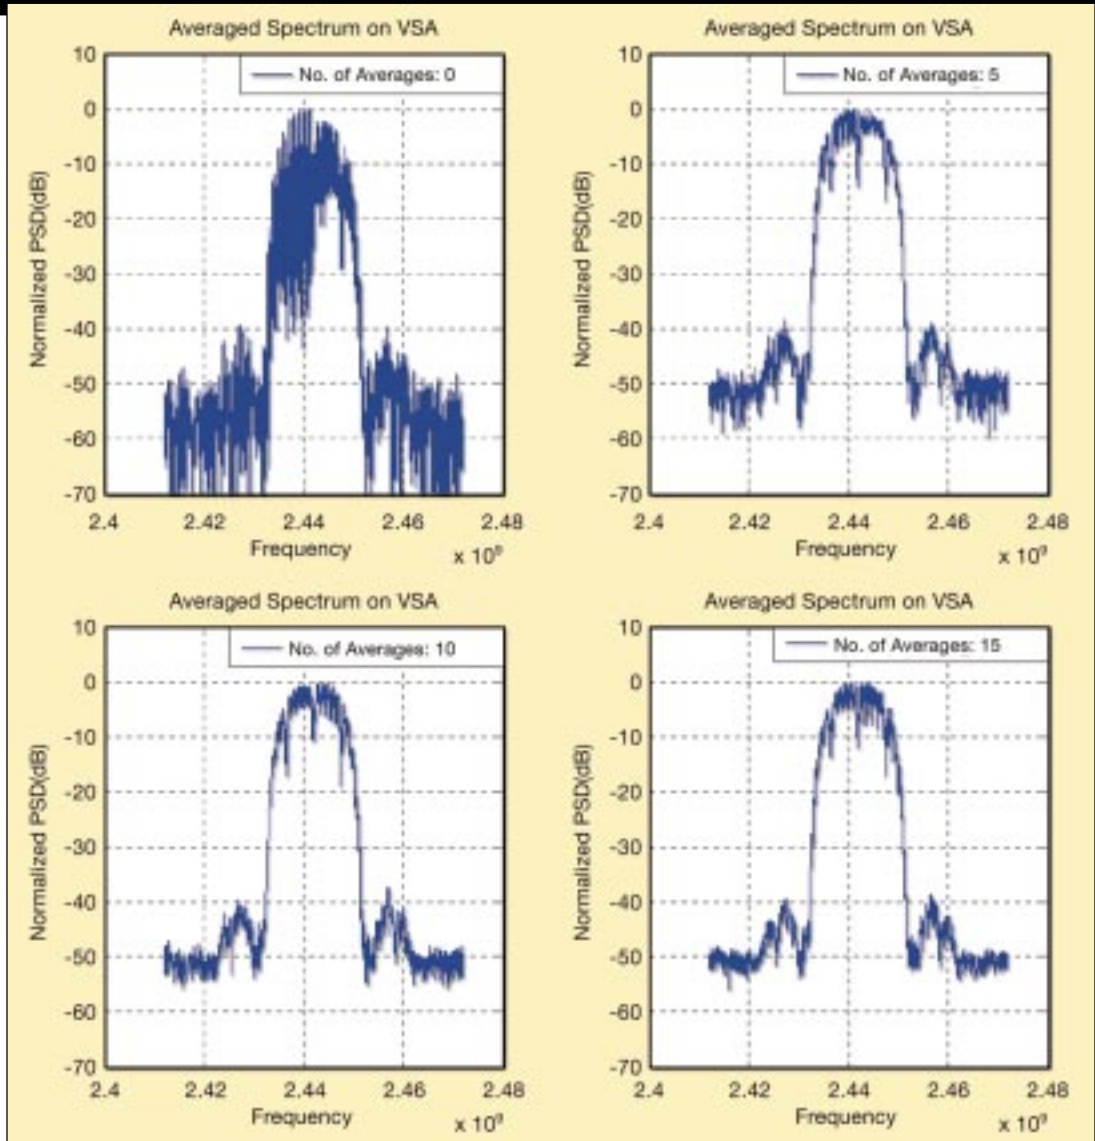 Averaged Spectrum on VSA
No. of Averages: 0
10
0
-10
-20
-30
-40
-50
-60
-70
Normalized PSD(dB)
2.4 2.42 2.44 2.46 2.48
Frequency
x 10⁹
Averaged Spectrum on VSA
No. of Averages: 5
10
0
-10
-20
-30
-40
-50
-60
-70
Normalized PSD(dB)
2.4 2.42 2.44 2.46 2.48
Frequency
x 10⁹
Averaged Spectrum on VSA
No. of Averages: 10
10
0
-10
-20
-30
-40
-50
-60
-70
Normalized PSD(dB)
2.4 2.42 2.44 2.46 2.48
Frequency
x 10⁹
Averaged Spectrum on VSA
No. of Averages: 15
10
0
-10
-20
-30
-40
-50
-60
-70
Normalized PSD(dB)
2.4 2.42 2.44 2.46 2.48
Frequency
x 10⁹